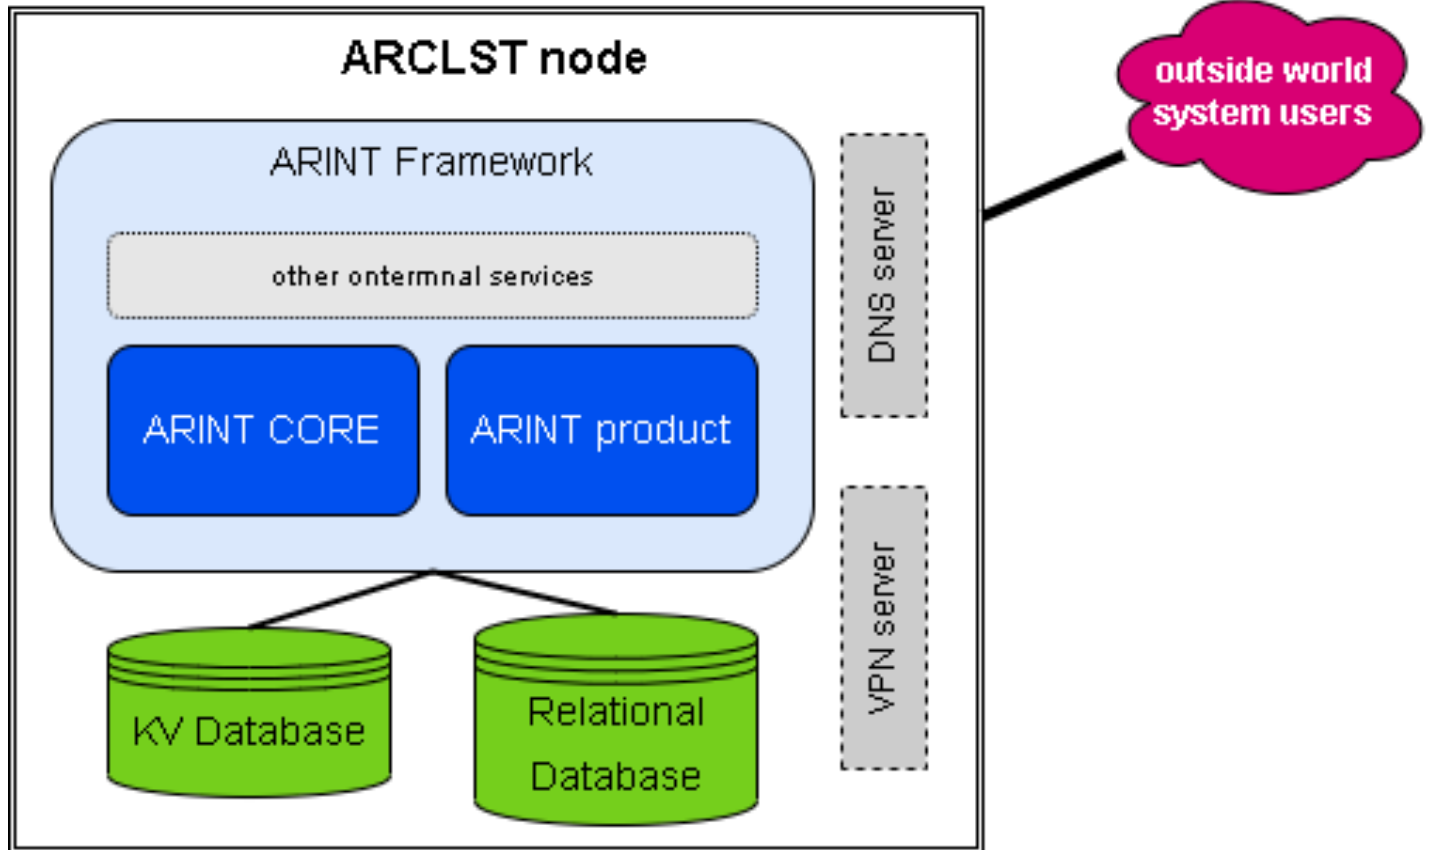 ARCLST node
outside world
system users
ARINT Framework
other ontermnal services
ARINT CORE
ARINT product
DNS server
VPN server
KV Database
Relational
Database